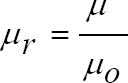 μ_r = μ / μ_o